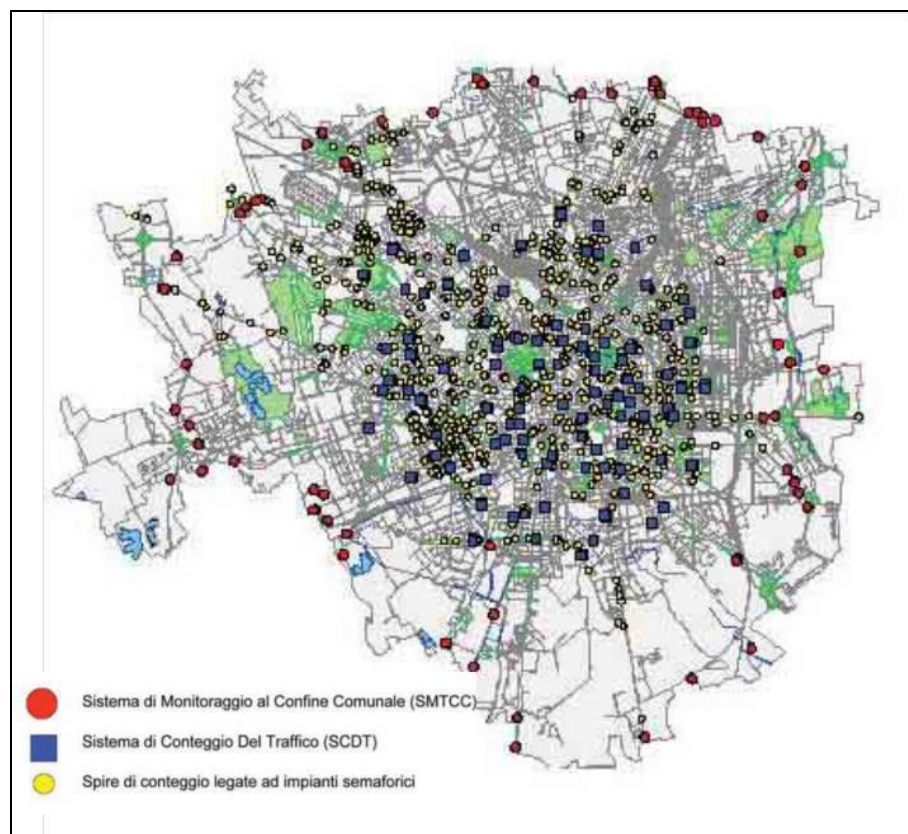 Sistema di Monitoraggio al Confine Comunale (SMTCC)
Sistema di Conteggio Del Traffico (SCDT)
Spire di conteggio legate ad impianti semaforici